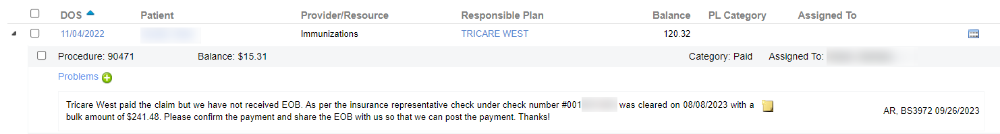 DOS Patient Provider/Resource Responsible Plan Balance PL Category Assigned To
11/04/2022 Immunizations TRICARE WEST 120.32
Procedure: 90471 Balance: $15.31 Category: Paid Assigned To:
Problems
Tricare West paid the claim but we have not received EOB. As per the insurance representative check under check number #001 was cleared on 08/08/2023 with a
bulk amount of $241.48. Please confirm the payment and share the EOB with us so that we can post the payment. Thanks!
AR, BS3972 09/26/2023